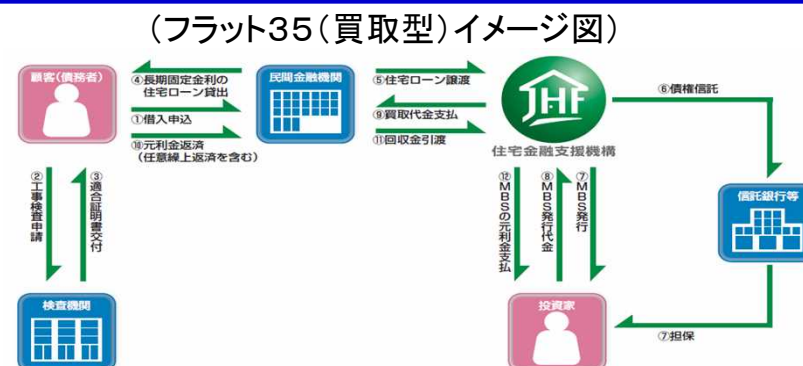 (フラット35(買取型)イメージ図)
顧客(債務者)
④長期固定金利の
住宅ローン貸出
①借入申込
⑩元利金返済
(任意繰上返済を含む)
民間金融機関
⑤住宅ローン譲渡
⑨買取代金支払
⑪回収金引渡
JHF
住宅金融支援機構
⑥債権信託
②工事検査申請
③適合証明書交付
⑫MBSの元利金支払
⑧MBS発行代金
⑦MBS発行
信託銀行等
検査機関
投資家
⑦担保